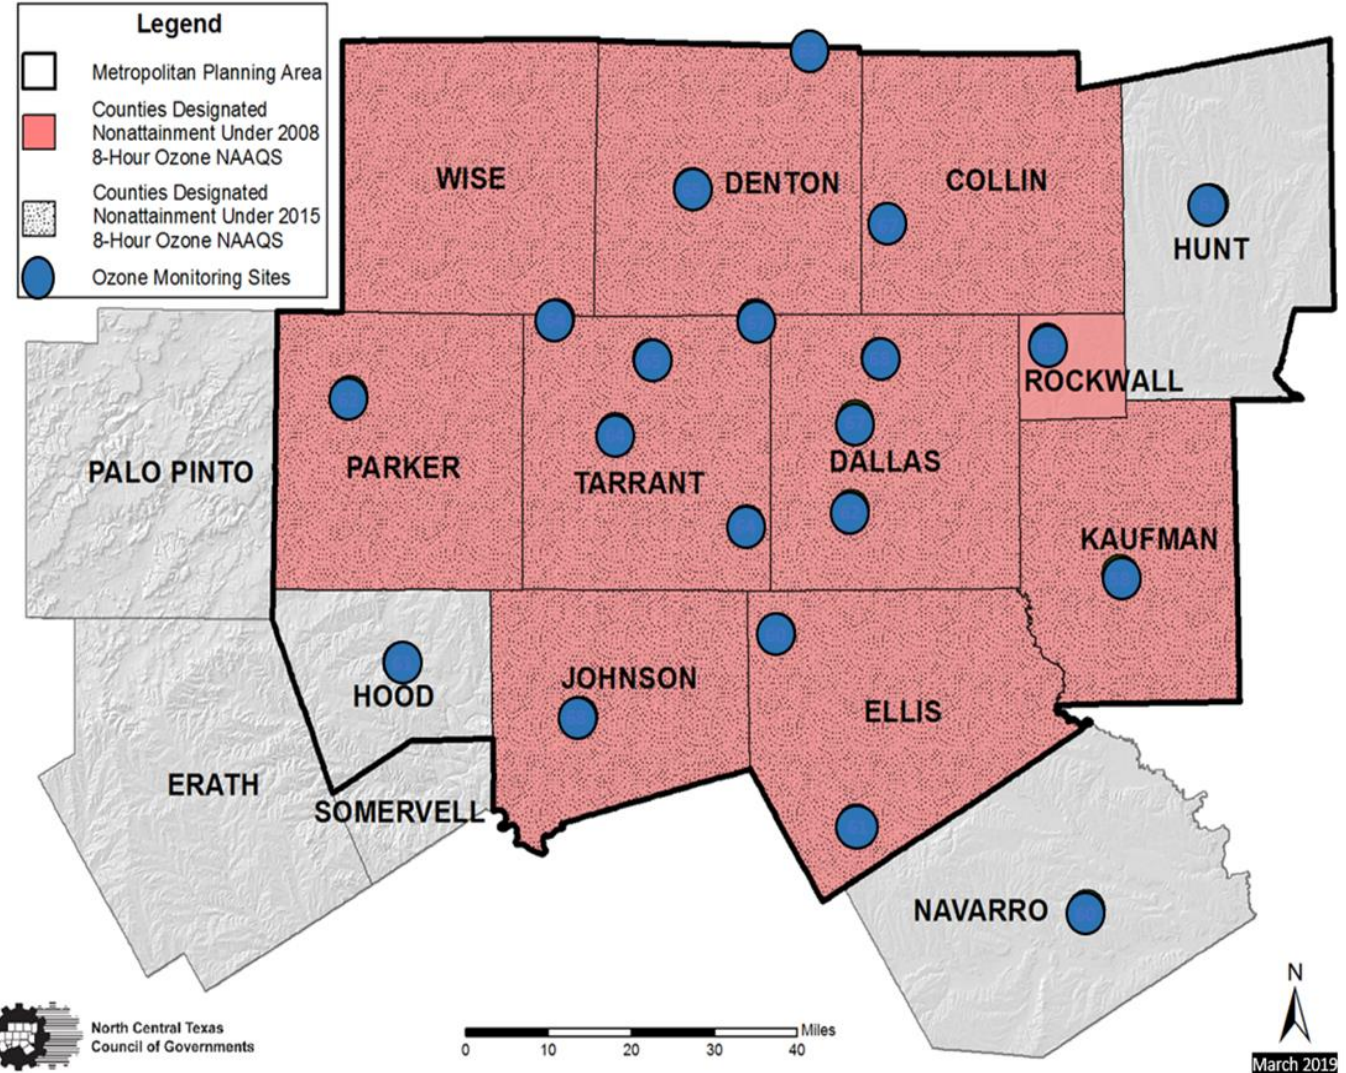 Legend
Metropolitan Planning Area
Counties Designated
Nonattainment Under 2008
8-Hour Ozone NAAQS
Counties Designated
Nonattainment Under 2015
8-Hour Ozone NAAQS
Ozone Monitoring Sites
WISE
DENTON
COLLIN
HUNT
ROCKWALL
PALO PINTO
PARKER
TARRANT
DALLAS
KAUFMAN
HOOD
JOHNSON
ELLIS
ERATH
SOMERVELL
NAVARRO
N
North Central Texas
Council of Governments
Miles
0 10 20 30 40
March 2019